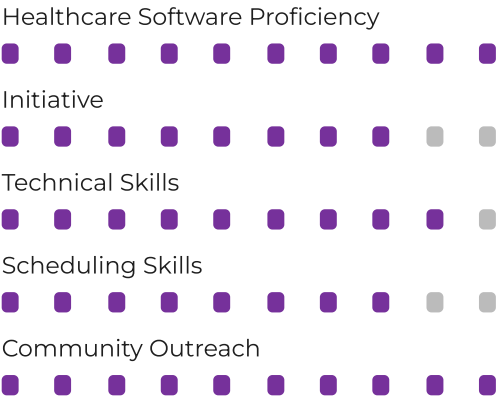 Healthcare Software Proficiency
Initiative
Technical Skills
Scheduling Skills
Community Outreach